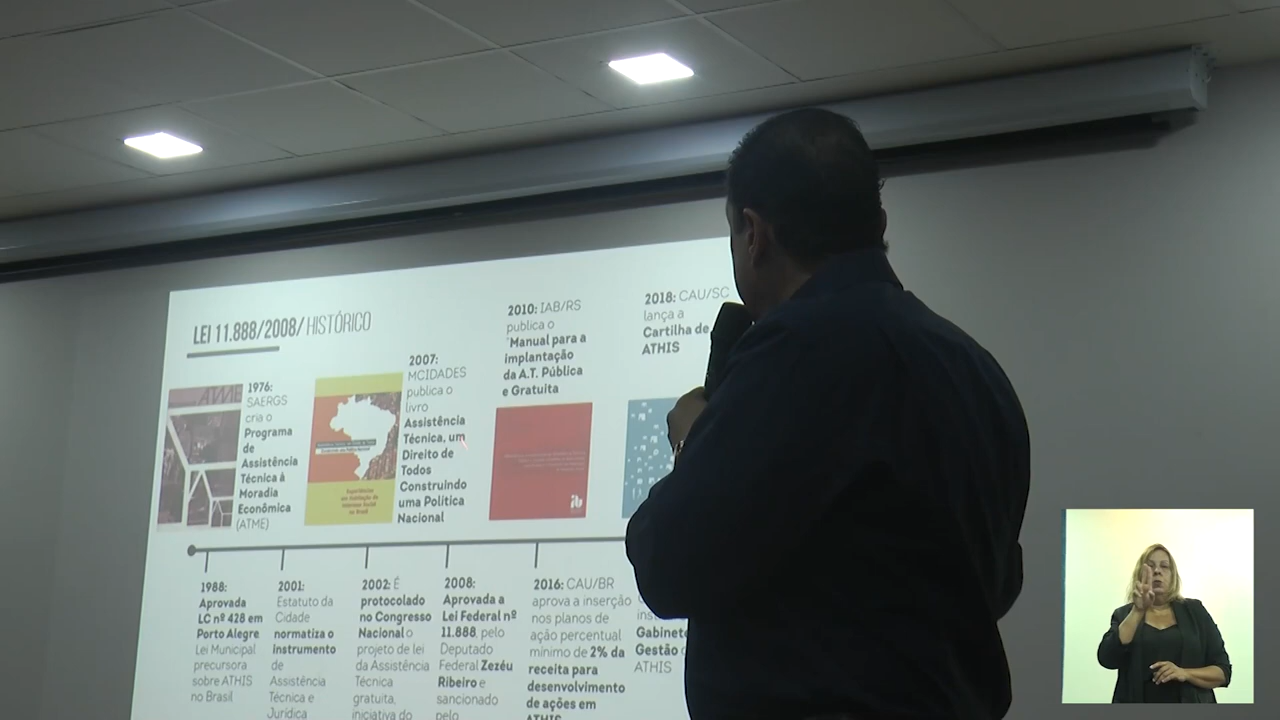 LEI 11.888/2008/ HISTÓRICO
1976:
SAERGS
cria o
Programa
de
Assistência
Técnica à
Moradia
Econômica
(ATME)
2007:
MCIDADES
publica o
livro
Assistência
Técnica, um
Direito de
Todos
Construindo
uma Política
Nacional
2010: IAB/RS
publica o
"Manual para a
implantação
da A.T. Pública
e Gratuita
2018: CAU/SC
lança a
Cartilha de
ATHIS
1988:
Aprovada
LC nº 428 em
Porto Alegre
Lei Municipal
precursora
sobre ATHIS
no Brasil
2001:
Estatuto da
Cidade
normatiza o
instrumento
de
Assistência
Técnica e
Jurídica
2002: É
protocolado
no Congresso
Nacional o
projeto de lei
da Assistência
Técnica
gratuita,
iniciativa do
2008:
Aprovada a
Lei Federal nº
11.888, pelo
Deputado
Federal Zezéu
Ribeiro e
sancionado
pelo
2016: CAU/BR
aprova a inserção
nos planos de
ação percentual
mínimo de 2% da
receita para
desenvolvimento
de ações em
ATHIS
Gabinete
Gestão
ATHIS